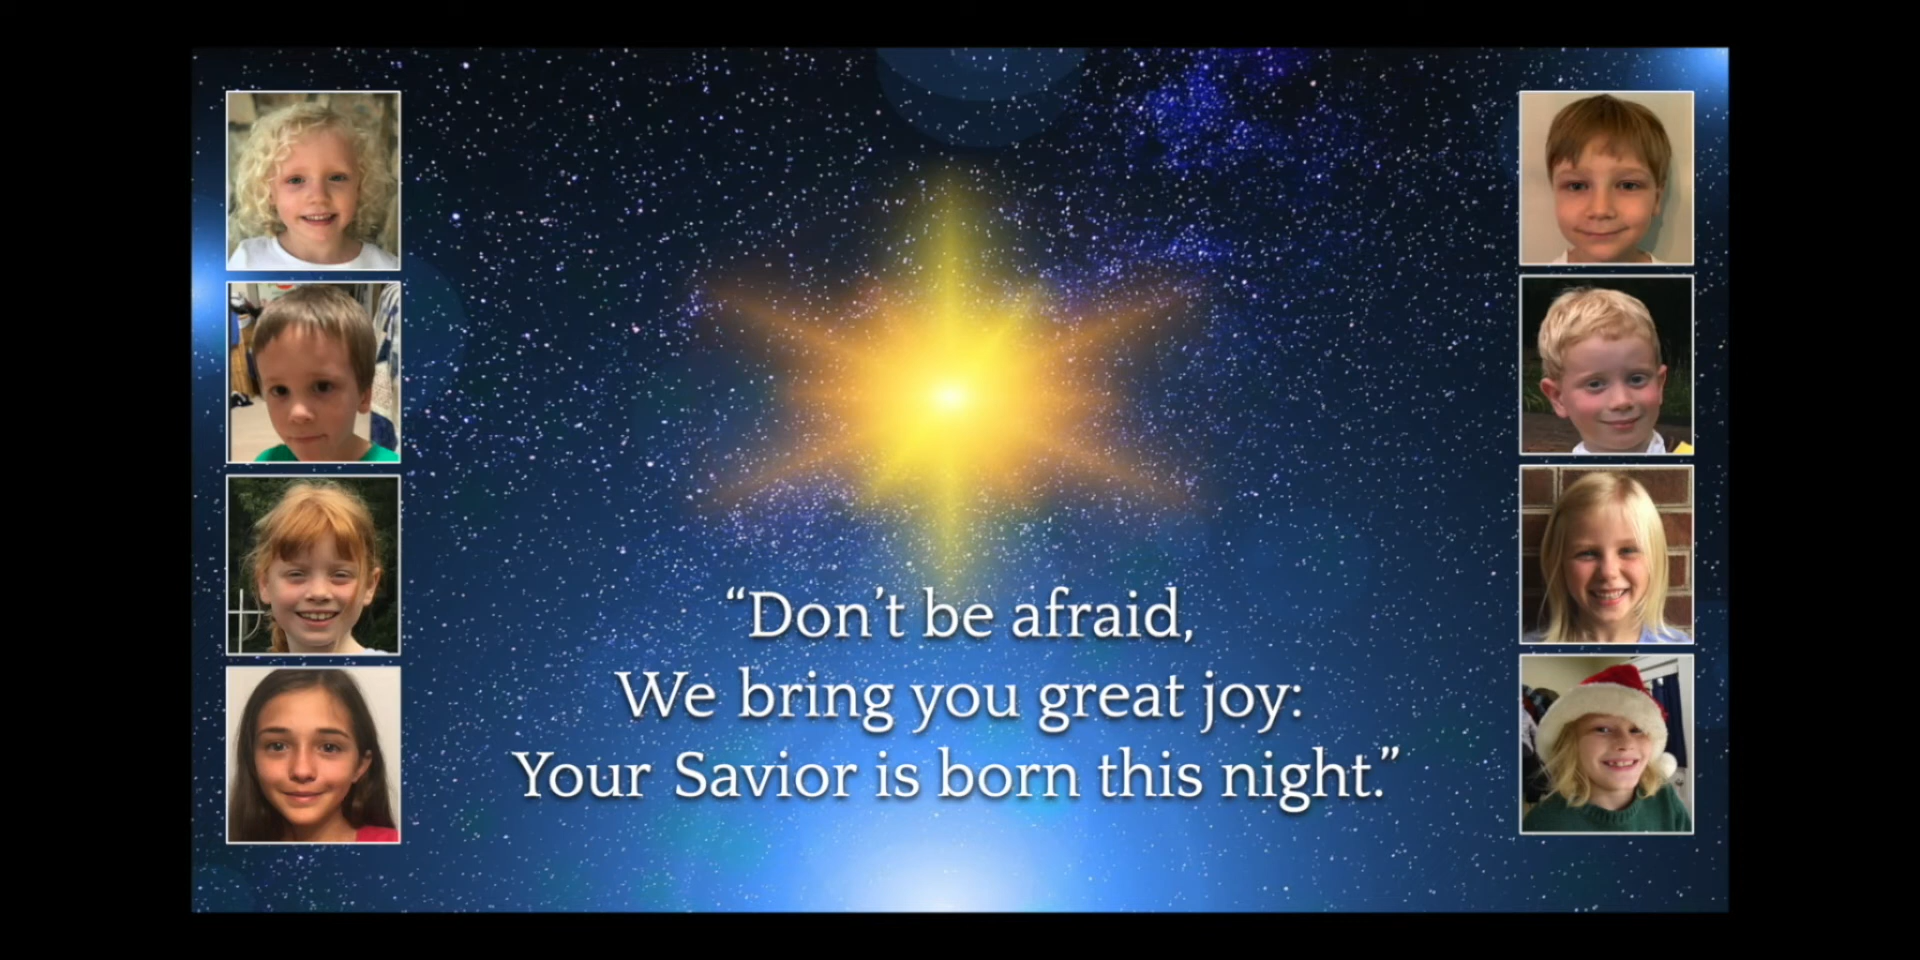 “Don’t be afraid,
We bring you great joy:
Your Savior is born this night.”